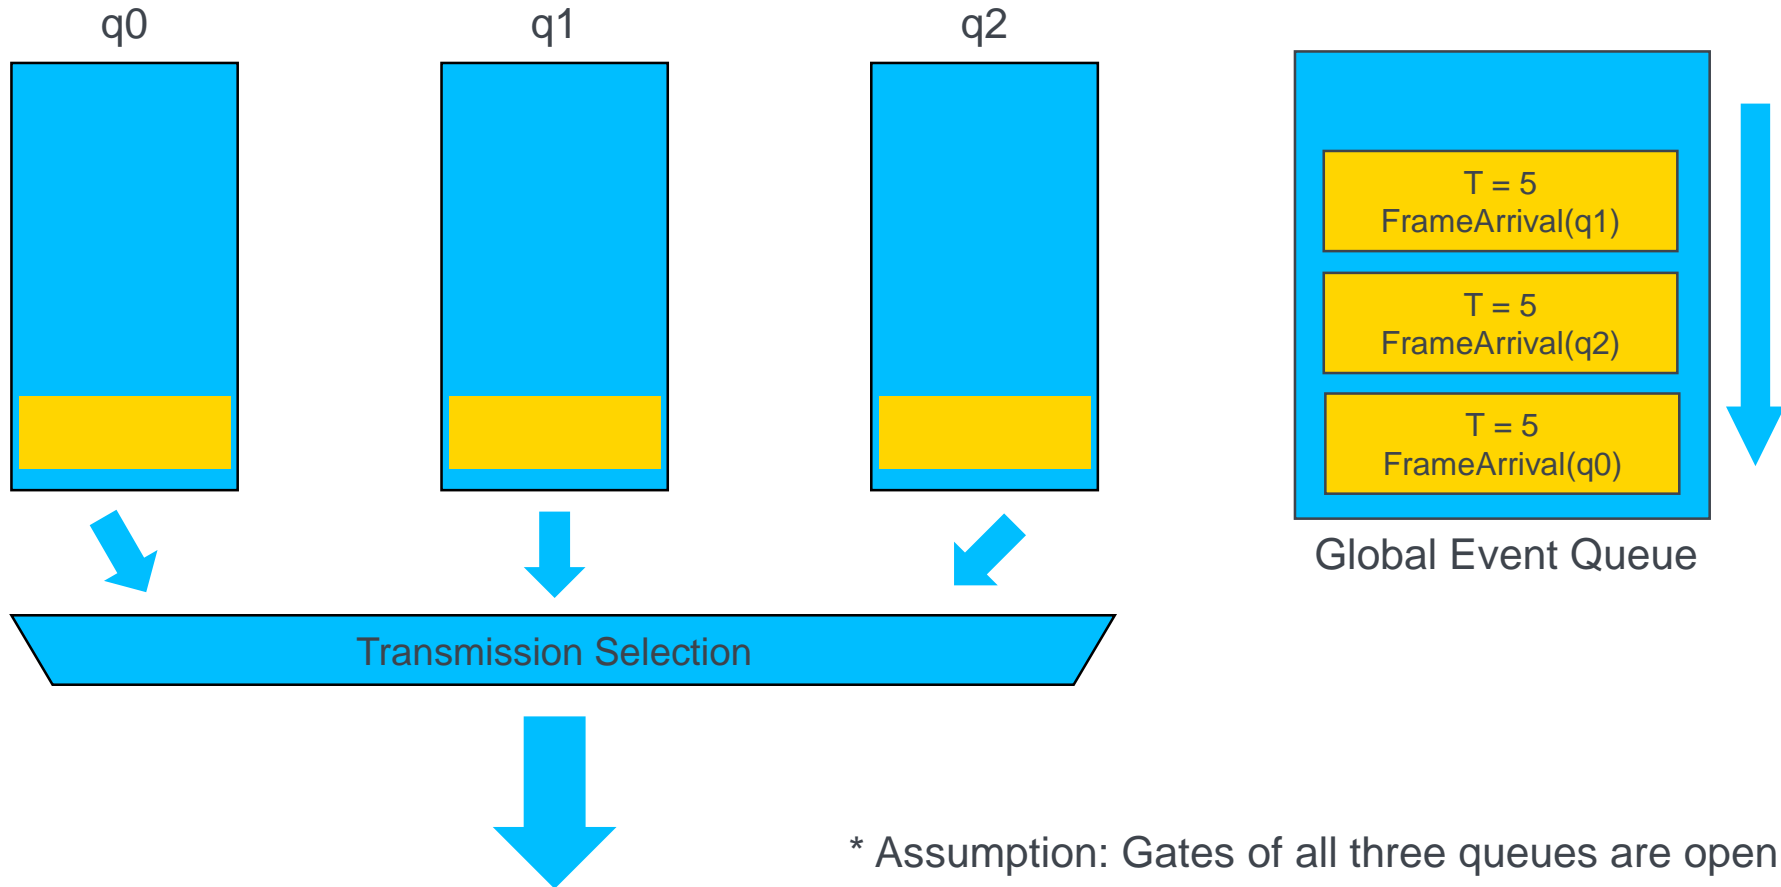 q0
q1
q2
T = 5
FrameArrival(q1)
T = 5
FrameArrival(q2)
T = 5
FrameArrival(q0)
Global Event Queue
Transmission Selection
* Assumption: Gates of all three queues are open